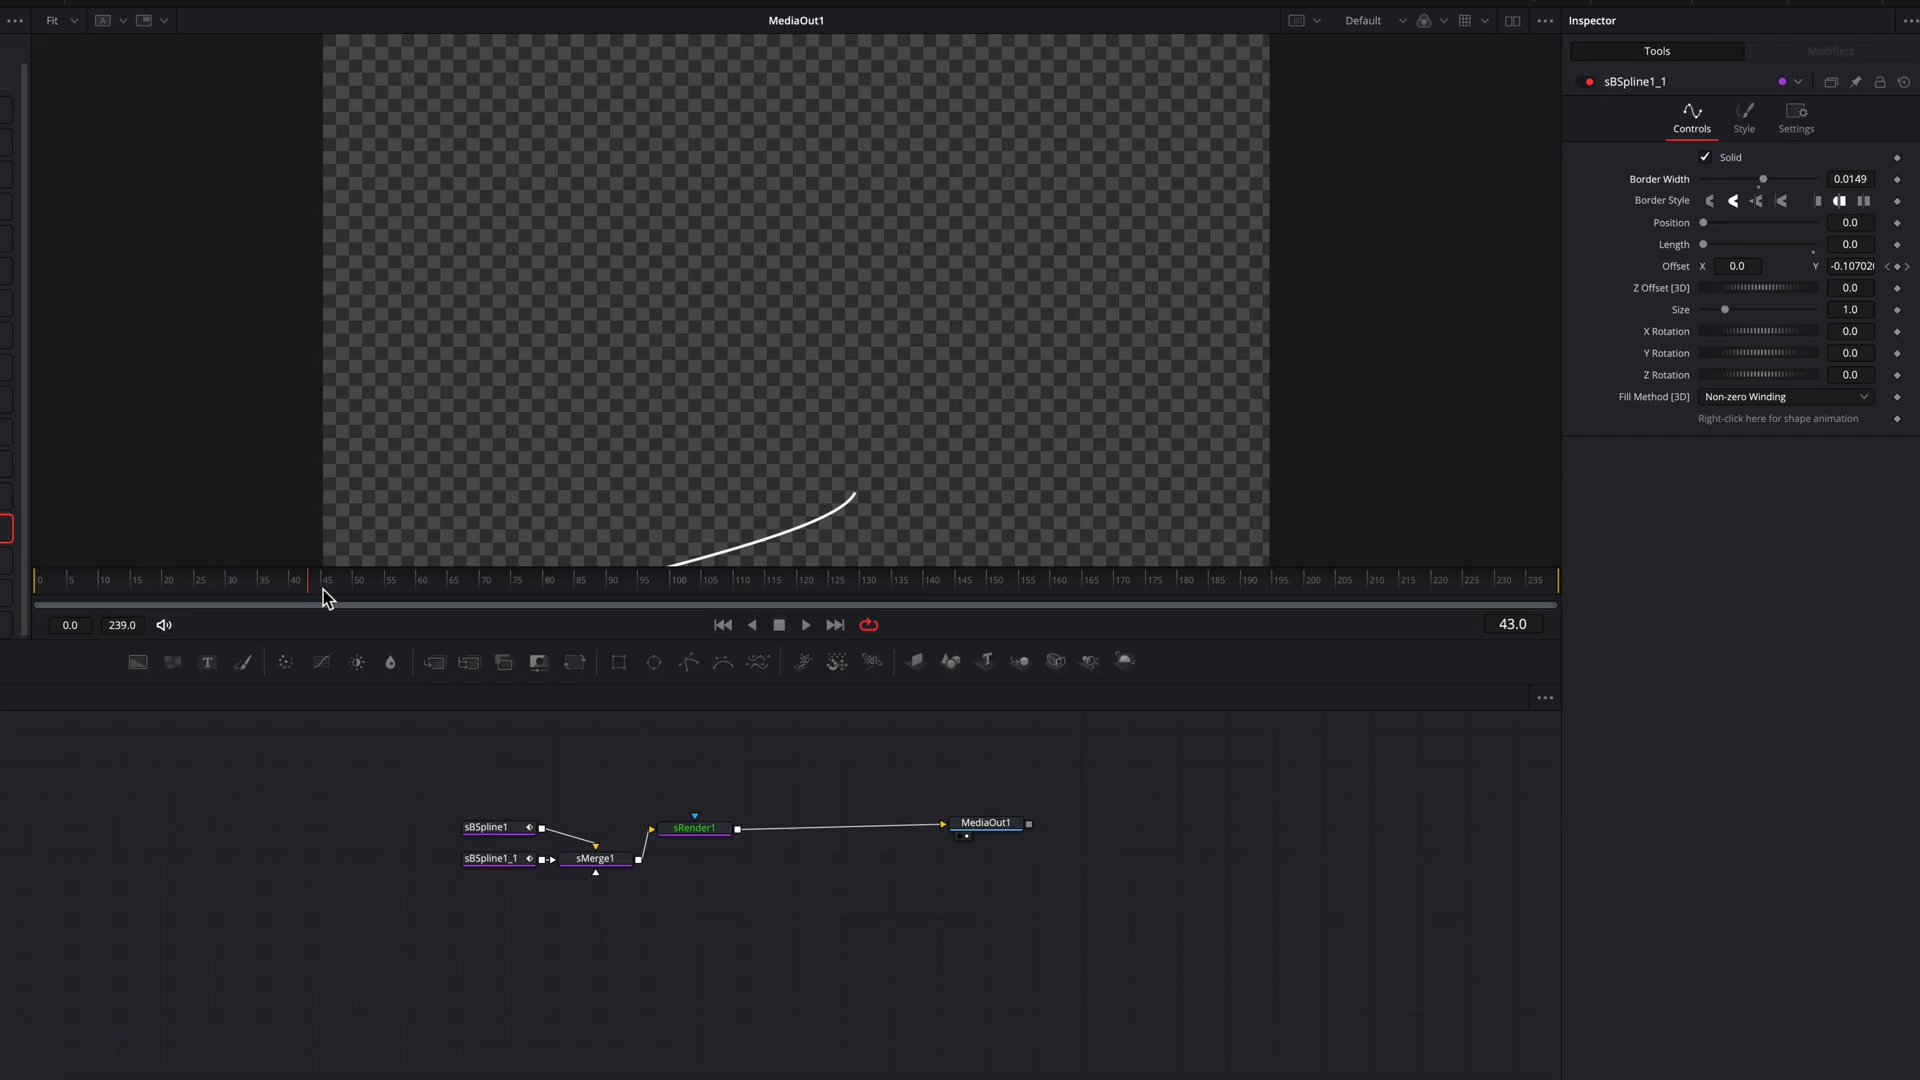 Fit
A
MediaOut1
Default
Inspector
Tools
Modifiers
sBSpline1_1
Controls
Style
Settings
Solid
Border Width
0.0149
Border Style
Position
0.0
Length
0.0
Offset X 0.0 Y -0.10702
Z Offset [3D]
0.0
Size
1.0
X Rotation
0.0
Y Rotation
0.0
Z Rotation
0.0
Fill Method [3D]
Non-zero Winding
Right-click here for shape animation
0 5 10 15 20 25 30 35 40 45 50 55 60 65 70 75 80 85 90 95 100 105 110 115 120 125 130 135 140 145 150 155 160 165 170 175 180 185 190 195 200 205 210 215 220 225 230 235
0.0
239.0
43.0
T
T
sBSpline1
sRender1
MediaOut1
sBSpline1_1
sMerge1